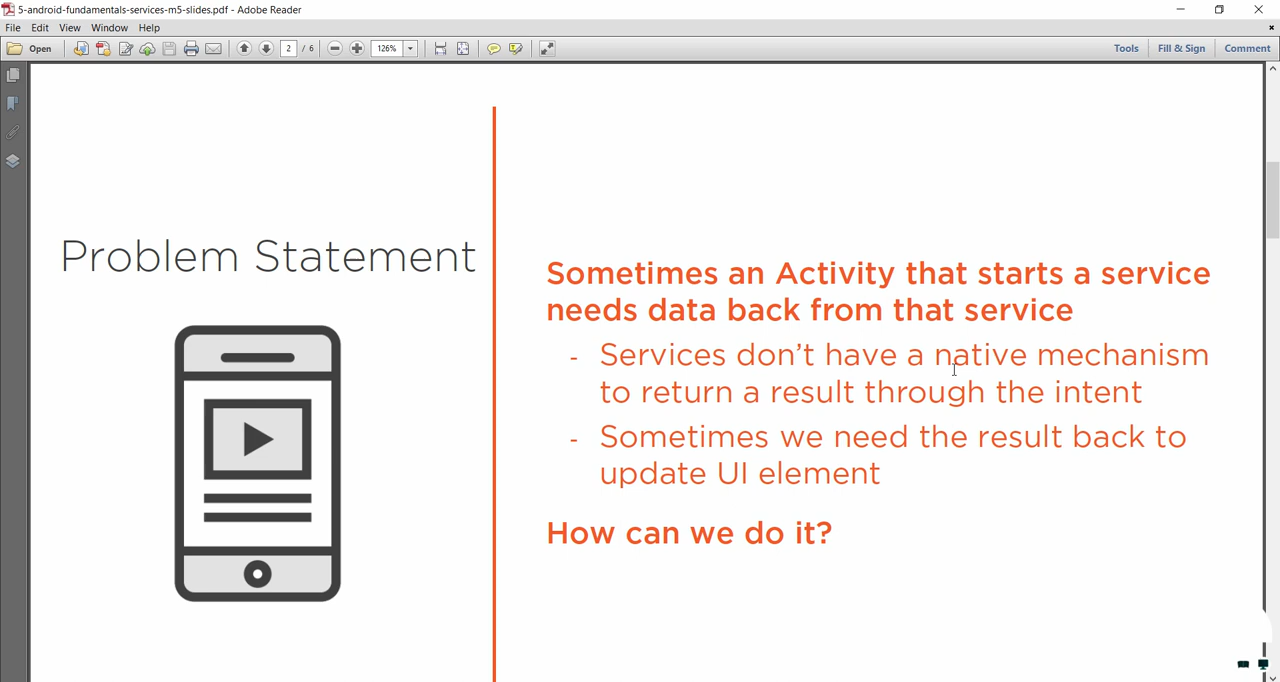 5-android-fundamentals-services-m5-slides.pdf - Adobe Reader
File Edit View Window Help
Open 2 / 6 126% Tools Fill & Sign Comment
Problem Statement
Sometimes an Activity that starts a service
needs data back from that service
- Services don't have a native mechanism
to return a result through the intent
- Sometimes we need the result back to
update UI element
How can we do it?